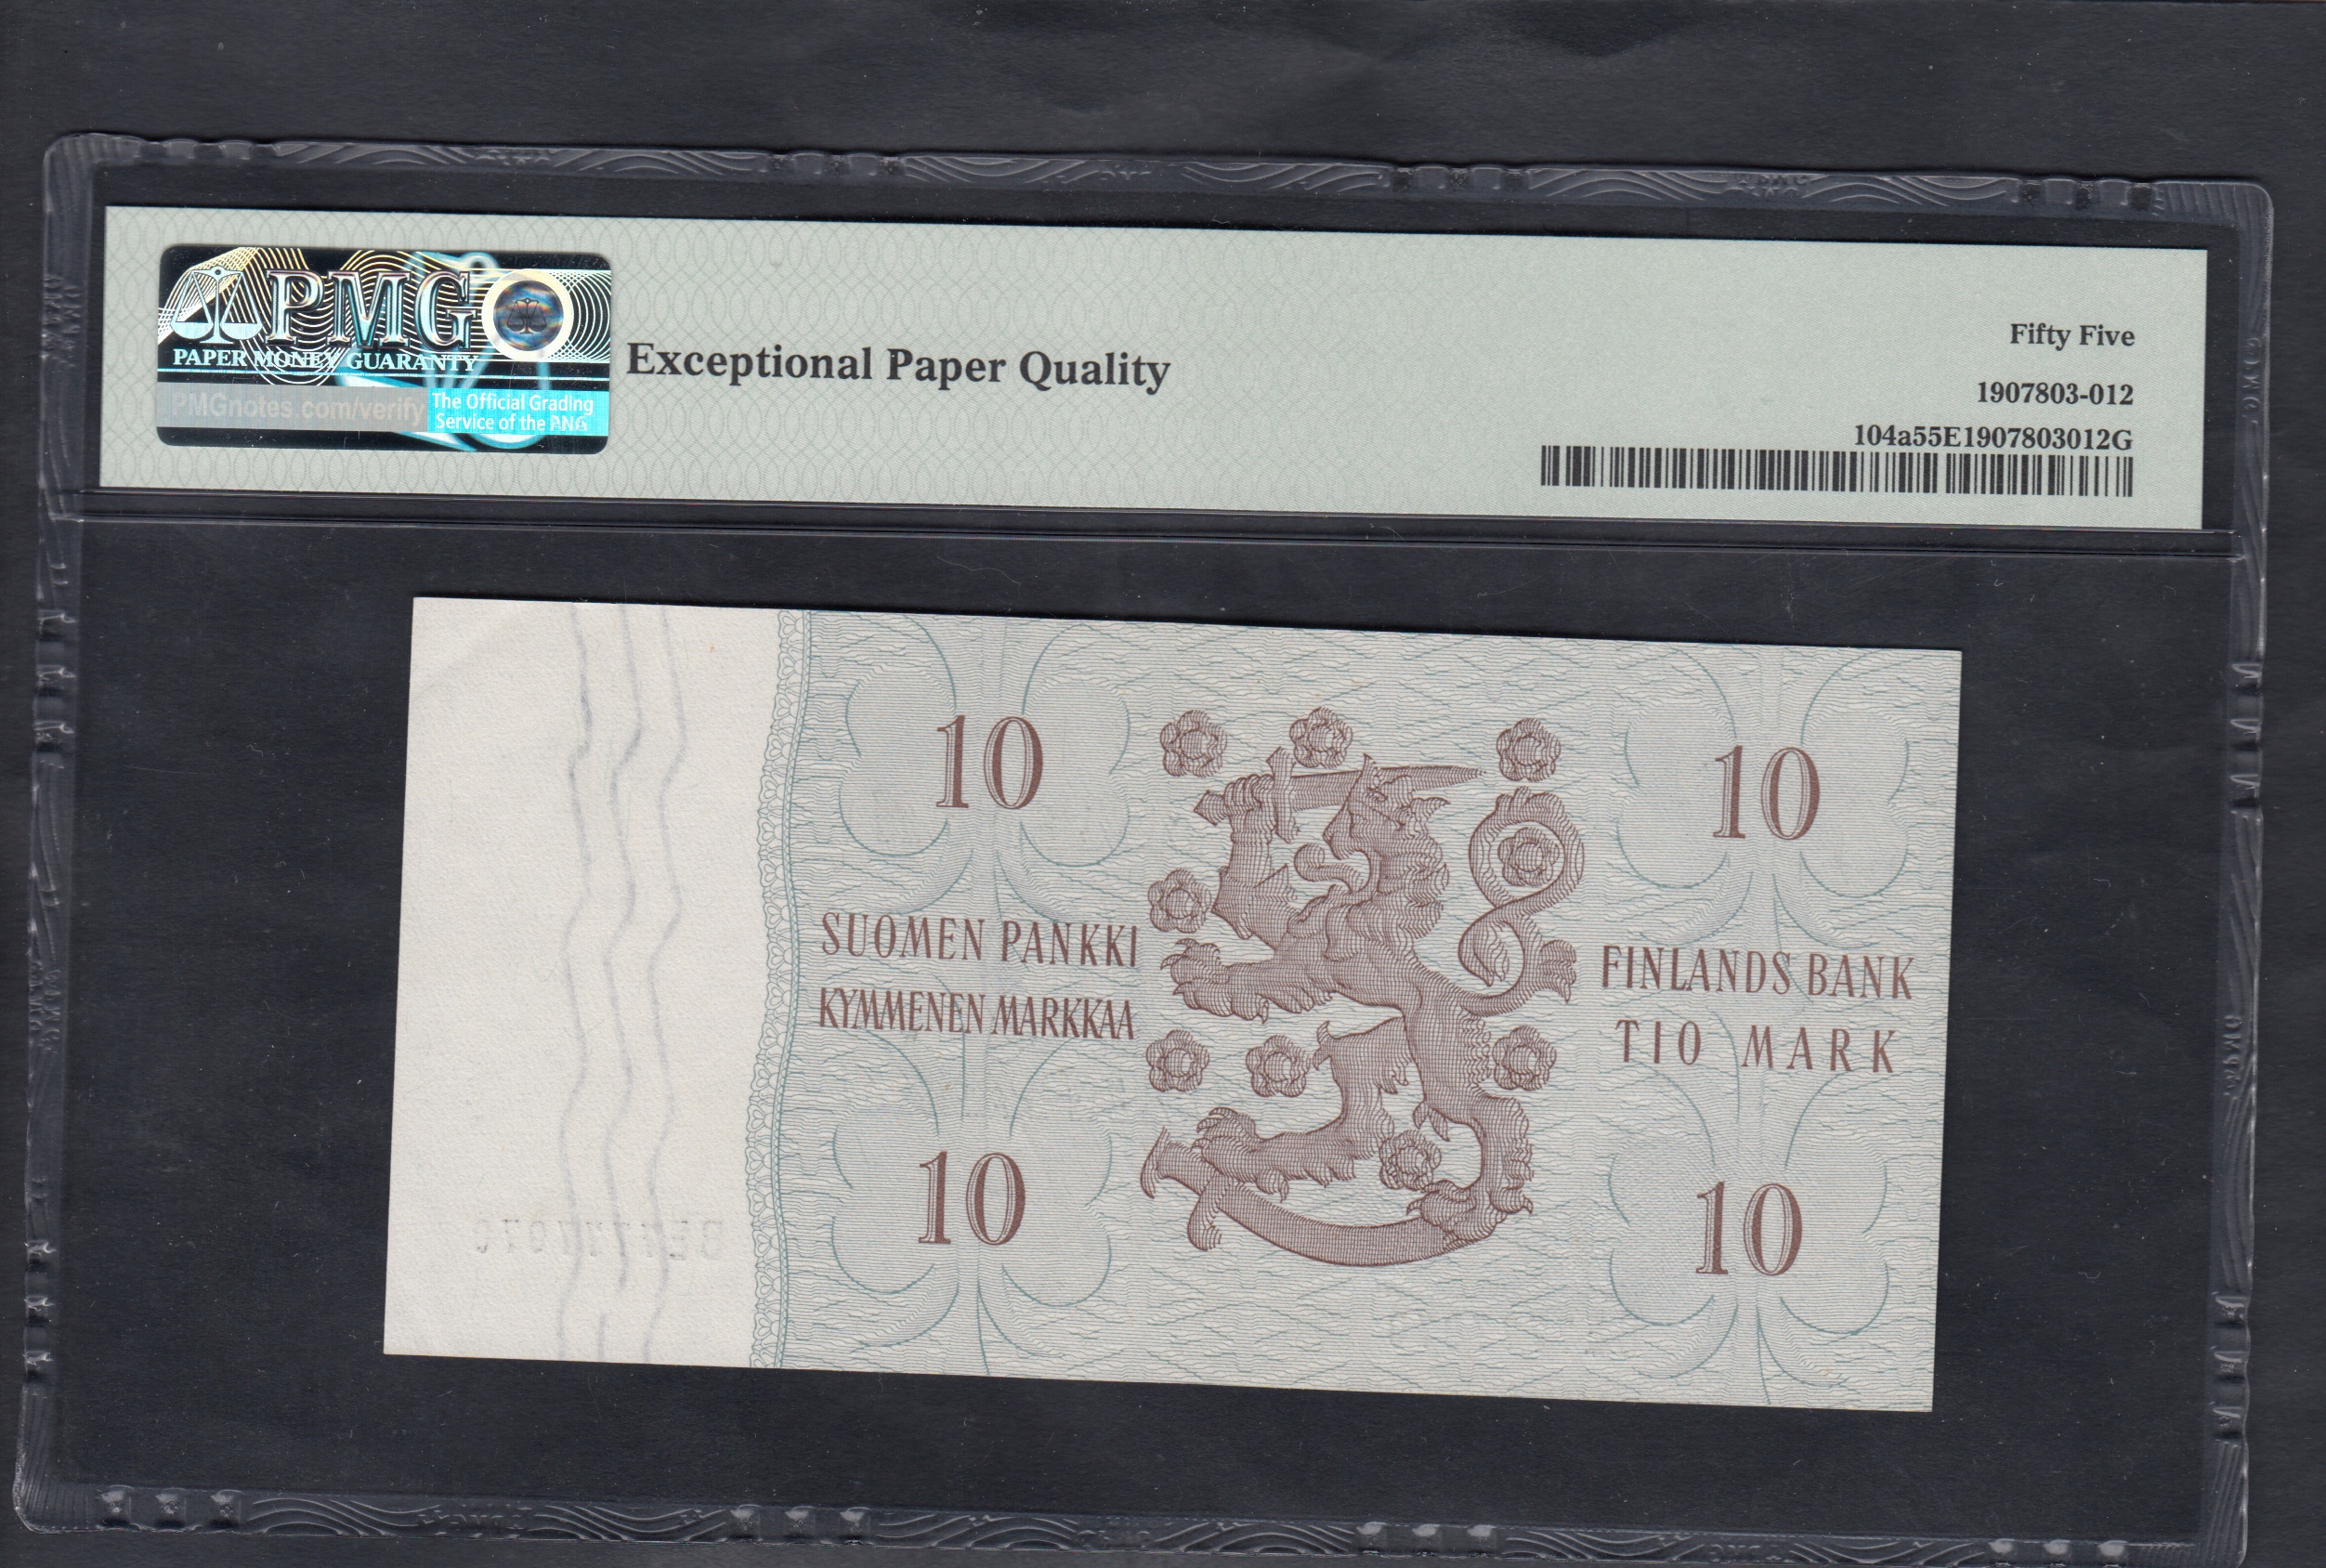 PMG
PAPER MONEY GUARANTY
PMGnotes.com/verify
The Official Grading
Service of the PNG
Exceptional Paper Quality
Fifty Five
1907803-012
104a55E1907803012G
10
10
SUOMEN PANKKI
KYMMENEN MARKKAA
FINLANDS BANK
TIO MARK
10
10